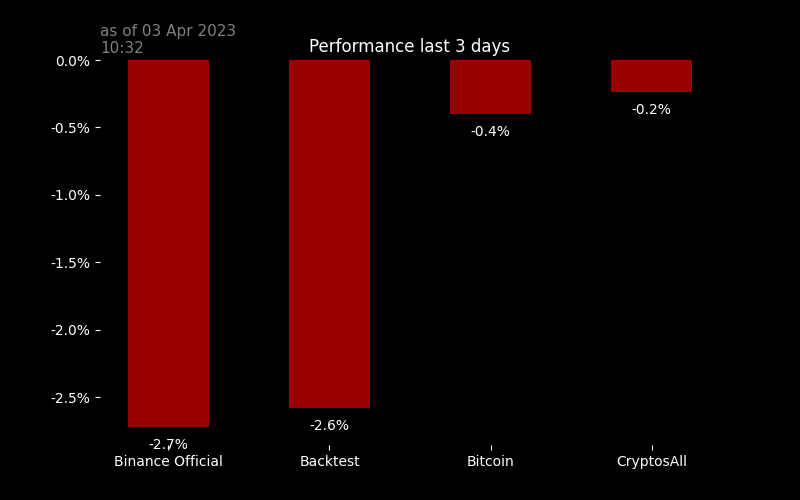 as of 03 Apr 2023
10:32
Performance last 3 days
0.0%
-0.5%
-1.0%
-1.5%
-2.0%
-2.5%
-2.7%
-2.6%
-0.4%
-0.2%
Binance Official
Backtest
Bitcoin
CryptosAll